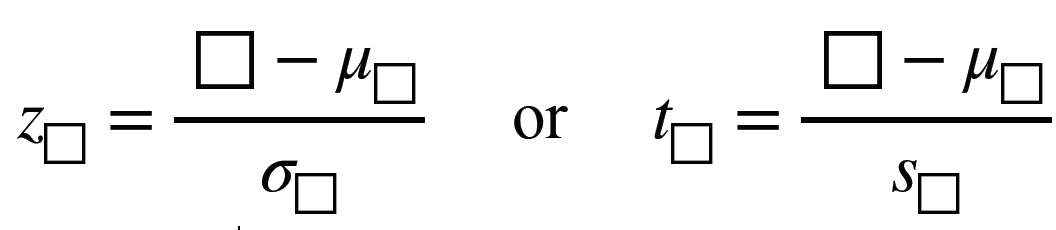 z□ = (□ − μ□) / σ□ or t□ = (□ − μ□) / s□